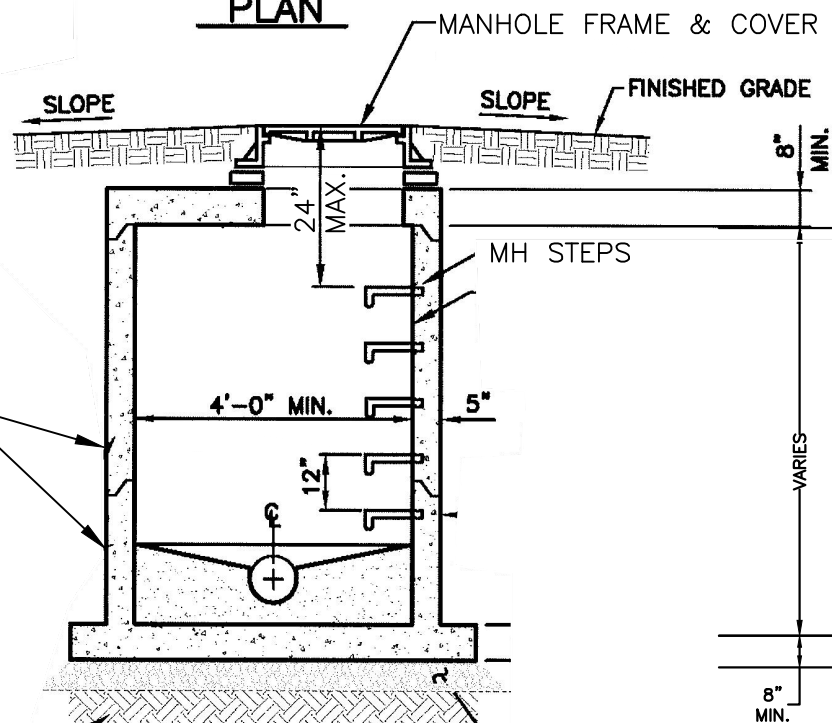 PLAN
MANHOLE FRAME & COVER
SLOPE
SLOPE
FINISHED GRADE
8"
MIN.
24"
MAX.
MH STEPS
4'-0" MIN.
5"
12"
℄
VARIES
8"
MIN.